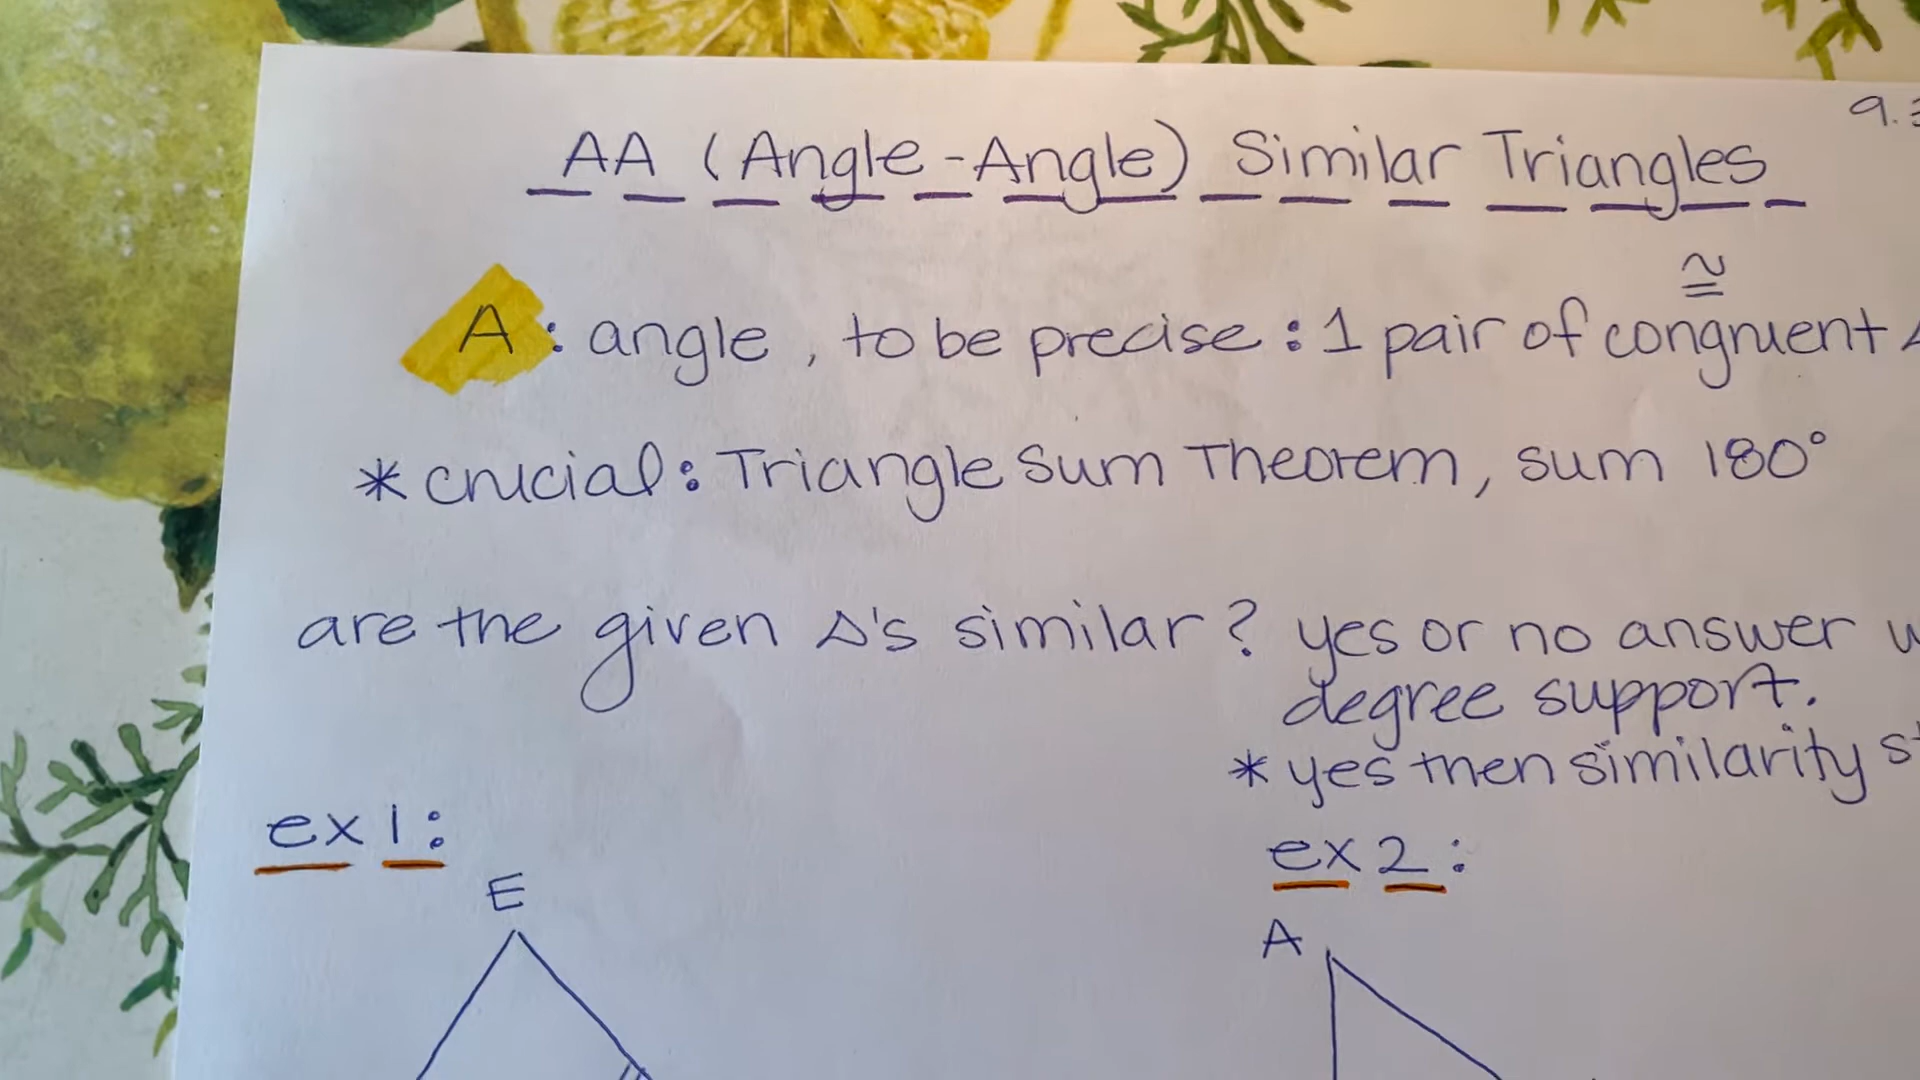 9.
AA (Angle-Angle) Similar Triangles
≅
A: angle, to be precise: 1 pair of congruent
* crucial: Triangle Sum Theorem, sum 180°
are the given △'s similar? yes or no answer
degree support.
* yes then similarity
ex 1:
ex 2:
E
A